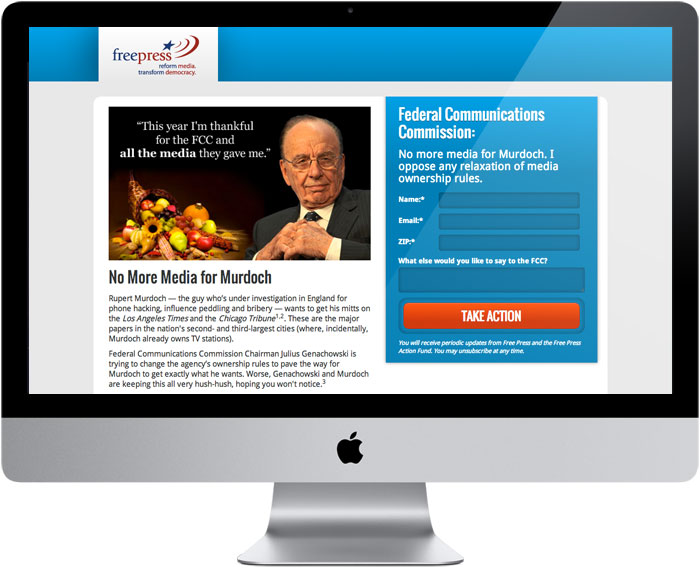 freepress
reform media.
transform democracy.
“This year I'm thankful
for the FCC and
all the media they gave me.”
No More Media for Murdoch
Rupert Murdoch — the guy who's under investigation in England for
phone hacking, influence peddling and bribery — wants to get his mitts on
the Los Angeles Times and the Chicago Tribune1,2. These are the major
papers in the nation's second- and third-largest cities (where, incidentally,
Murdoch already owns TV stations).
Federal Communications Commission Chairman Julius Genachowski is
trying to change the agency's ownership rules to pave the way for
Murdoch to get exactly what he wants. Worse, Genachowski and Murdoch
are keeping this all very hush-hush, hoping you won't notice.3
Federal Communications
Commission:
No more media for Murdoch. I
oppose any relaxation of media
ownership rules.
Name:*
Email:*
ZIP:*
What else would you like to say to the FCC?
TAKE ACTION
You will receive periodic updates from Free Press and the Free Press
Action Fund. You may unsubscribe at any time.